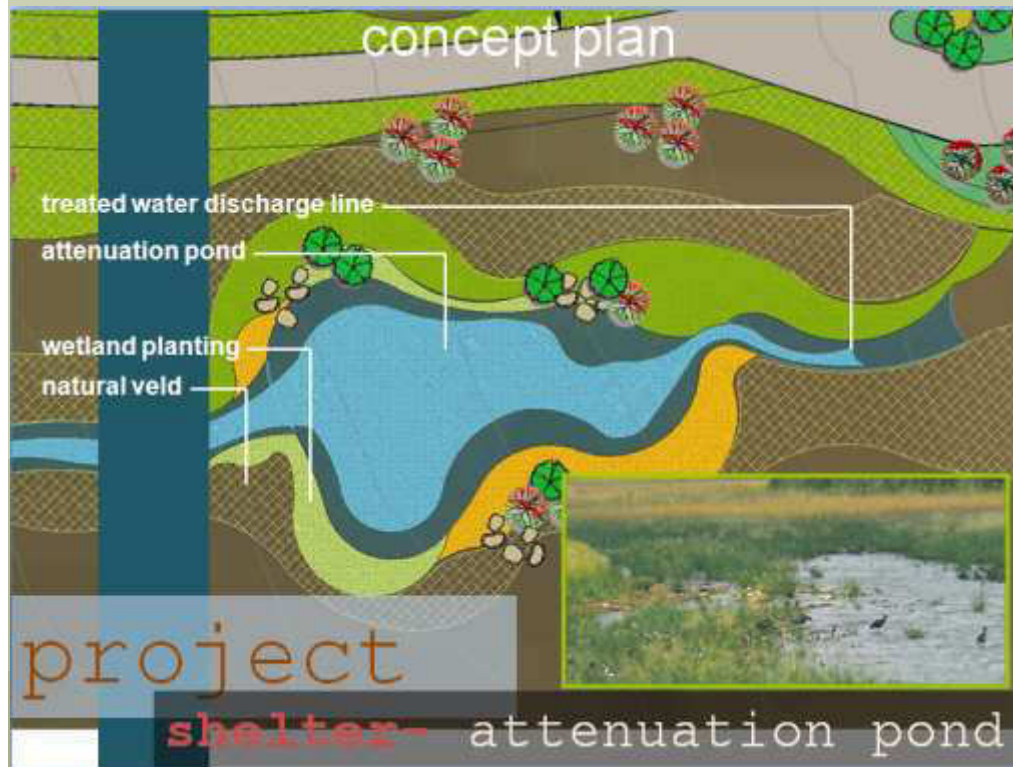 concept plan
treated water discharge line
attenuation pond
wetland planting
natural veld
project
shelter- attenuation pond